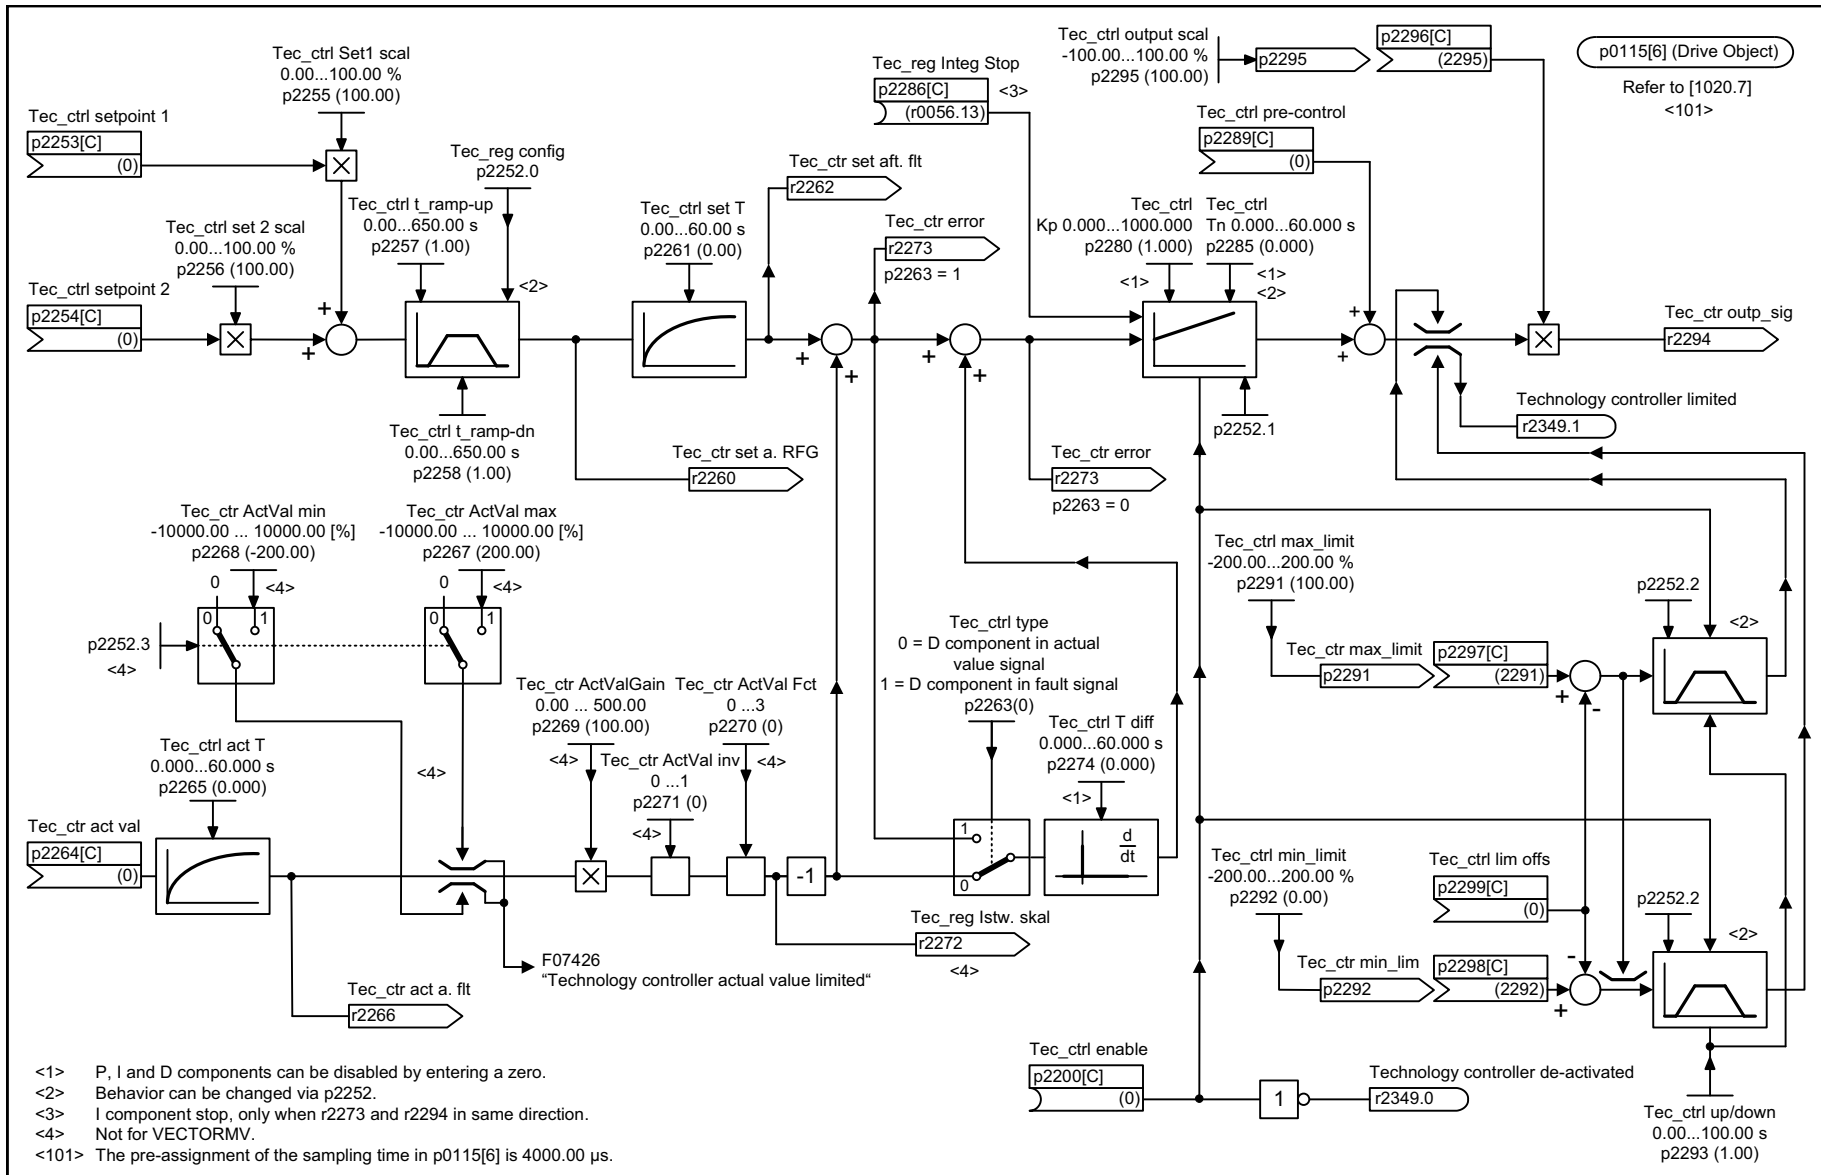 Tec_ctrl Set1 scal
0.00...100.00 %
p2255 (100.00)
Tec_ctrl setpoint 1
p2253[C]
(0)
Tec_reg config
p2252.0
Tec_ctrl set 2 scal
0.00...100.00 %
p2256 (100.00)
Tec_ctrl t_ramp-up
0.00...650.00 s
p2257 (1.00)
<2>
Tec_ctrl setpoint 2
p2254[C]
(0)
+
+
Tec_ctrl t_ramp-dn
0.00...650.00 s
p2258 (1.00)
Tec_ctrl set T
0.00...60.00 s
p2261 (0.00)
Tec_ctr set aft. flt
r2262
Tec_ctr set a. RFG
r2260
Tec_reg Integ Stop
p2286[C]
<3>
(r0056.13)
Tec_ctr error
r2273
p2263 = 1
+
+
+
+
Tec_ctr error
r2273
p2263 = 0
Tec_ctrl output scal
-100.00...100.00 %
p2295 (100.00)
p2295
p2296[C]
(2295)
p0115[6] (Drive Object)
Refer to [1020.7]
<101>
Tec_ctrl pre-control
p2289[C]
(0)
Tec_ctrl
Kp 0.000...1000.000
p2280 (1.000)
<1>
Tec_ctrl
Tn 0.000...60.000 s
p2285 (0.000)
<1>
<2>
p2252.1
+
+
Tec_ctr outp_sig
r2294
Technology controller limited
r2349.1
Tec_ctr ActVal min
-10000.00 ... 10000.00 [%]
p2268 (-200.00)
0
<4>
0
1
p2252.3
<4>
Tec_ctr ActVal max
-10000.00 ... 10000.00 [%]
p2267 (200.00)
0
<4>
0
1
<4>
Tec_ctrl act T
0.000...60.000 s
p2265 (0.000)
Tec_ctr act val
p2264[C]
(0)
Tec_ctr act a. flt
r2266
F07426
“Technology controller actual value limited“
Tec_ctr ActValGain
0.00 ... 500.00
p2269 (100.00)
<4>
Tec_ctr ActVal Fct
0 ...3
p2270 (0)
<4>
Tec_ctr ActVal inv
0 ...1
p2271 (0)
<4>
-1
Tec_reg Istw. skal
r2272
<4>
Tec_ctrl type
0 = D component in actual
value signal
1 = D component in fault signal
p2263(0)
1
0
Tec_ctrl T diff
0.000...60.000 s
p2274 (0.000)
<1>
d
dt
Tec_ctrl max_limit
-200.00...200.00 %
p2291 (100.00)
Tec_ctr max_limit
p2291
p2297[C]
(2291)
+
-
p2252.2
<2>
Tec_ctrl min_limit
-200.00...200.00 %
p2292 (0.00)
Tec_ctrl lim offs
p2299[C]
(0)
Tec_ctr min_lim
p2292
p2298[C]
(2292)
-
+
p2252.2
<2>
Tec_ctrl up/down
0.00...100.00 s
p2293 (1.00)
Tec_ctrl enable
p2200[C]
(0)
1
Technology controller de-activated
r2349.0
<1> P, I and D components can be disabled by entering a zero.
<2> Behavior can be changed via p2252.
<3> I component stop, only when r2273 and r2294 in same direction.
<4> Not for VECTORMV.
<101> The pre-assignment of the sampling time in p0115[6] is 4000.00 µs.